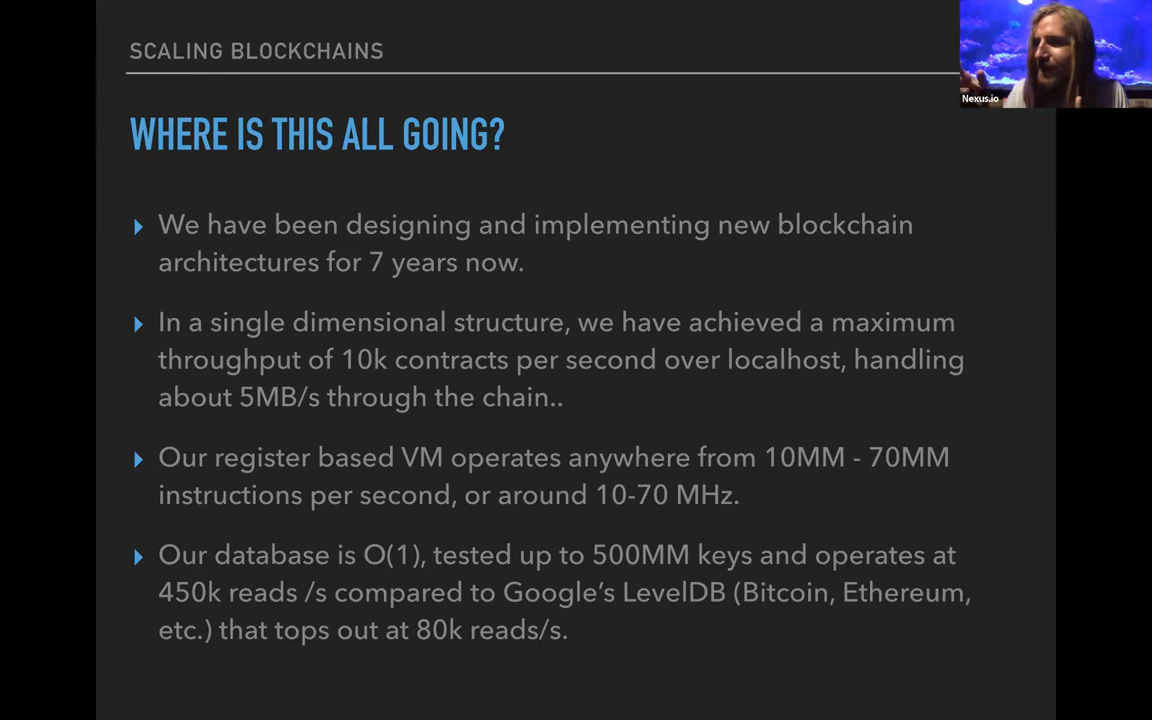 SCALING BLOCKCHAINS
Nexus.io
WHERE IS THIS ALL GOING?
We have been designing and implementing new blockchain
architectures for 7 years now.
In a single dimensional structure, we have achieved a maximum
throughput of 10k contracts per second over localhost, handling
about 5MB/s through the chain..
Our register based VM operates anywhere from 10MM - 70MM
instructions per second, or around 10-70 MHz.
Our database is O(1), tested up to 500MM keys and operates at
450k reads /s compared to Google’s LevelDB (Bitcoin, Ethereum,
etc.) that tops out at 80k reads/s.